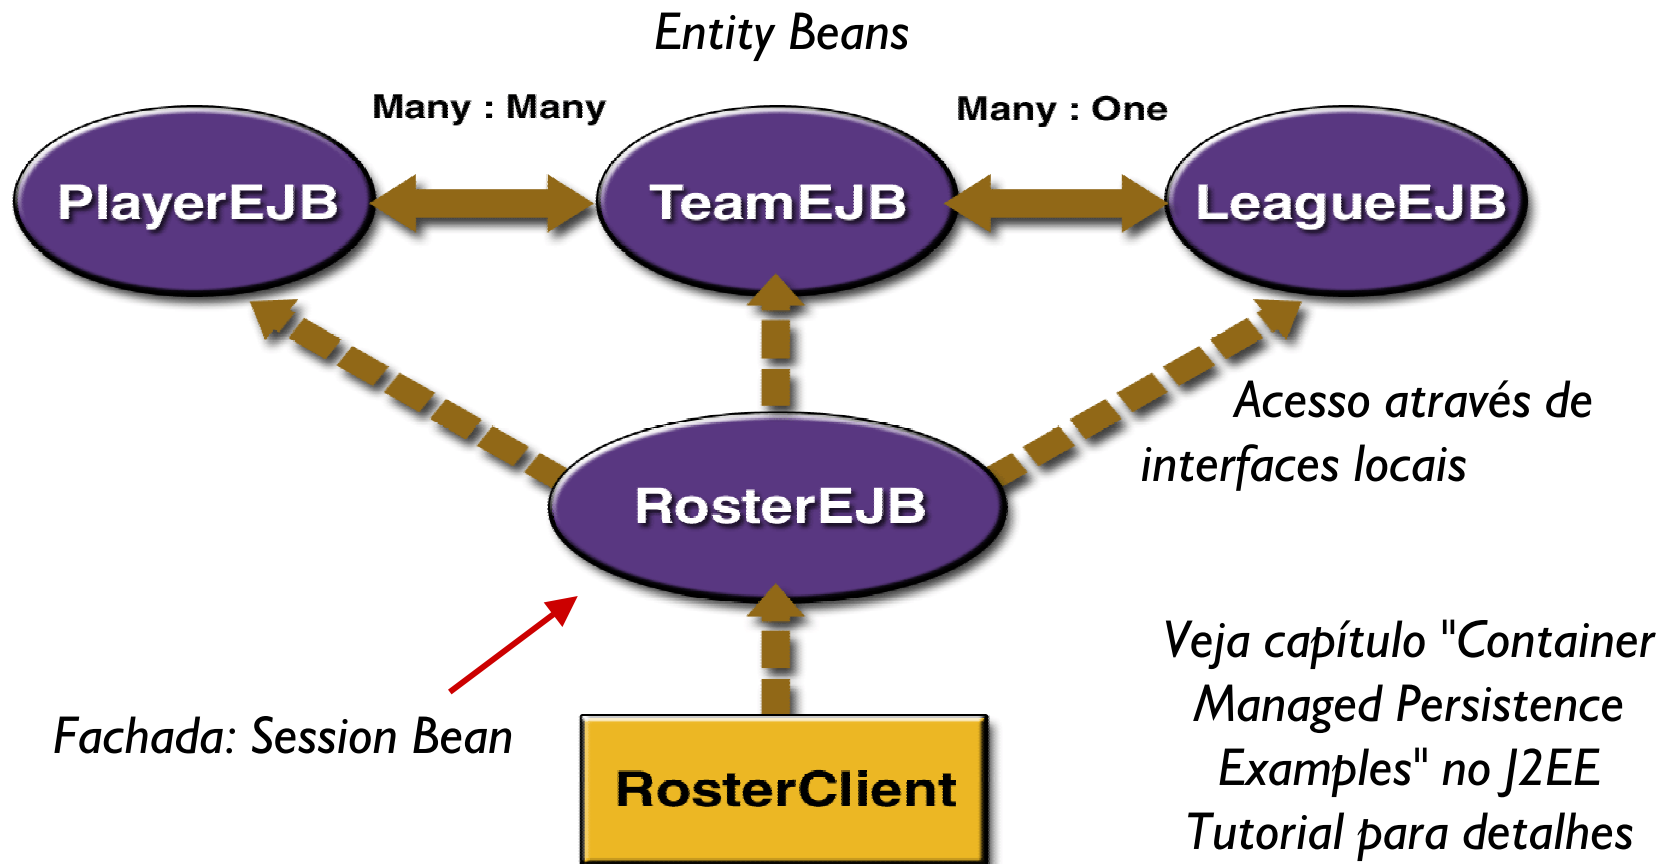 Entity Beans
Many : Many
Many : One
PlayerEJB
TeamEJB
LeagueEJB
Acesso através de
interfaces locais
RosterEJB
Fachada: Session Bean
RosterClient
Veja capítulo "Container
Managed Persistence
Examples" no J2EE
Tutorial para detalhes